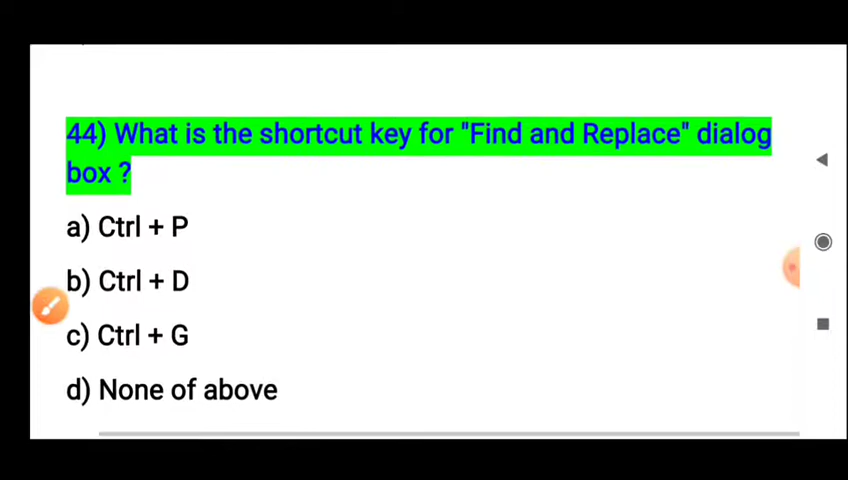 44) What is the shortcut key for "Find and Replace" dialog
box ?
a) Ctrl + P
b) Ctrl + D
c) Ctrl + G
d) None of above